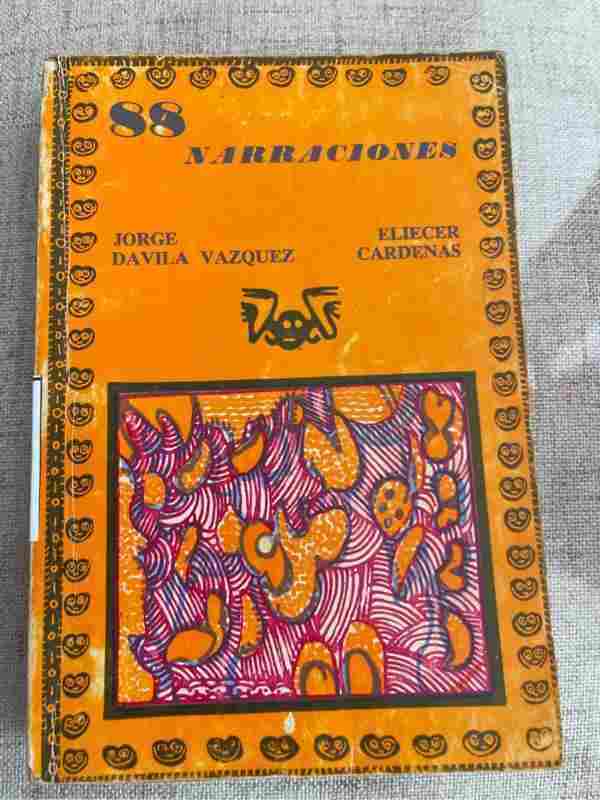 88
NARRACIONES
JORGE
DAVILA VAZQUEZ
ELIECER
CARDENAS